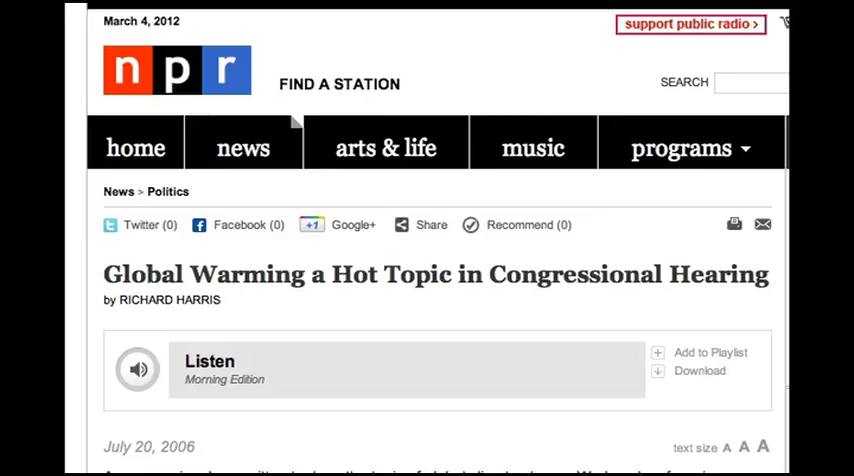 March 4, 2012
support public radio ›
npr
FIND A STATION
SEARCH
home news arts & life music programs
News > Politics
Twitter (0) Facebook (0) +1 Google+ Share Recommend (0)
Global Warming a Hot Topic in Congressional Hearing
by RICHARD HARRIS
Listen
Morning Edition
Add to Playlist
Download
July 20, 2006
text size A A A